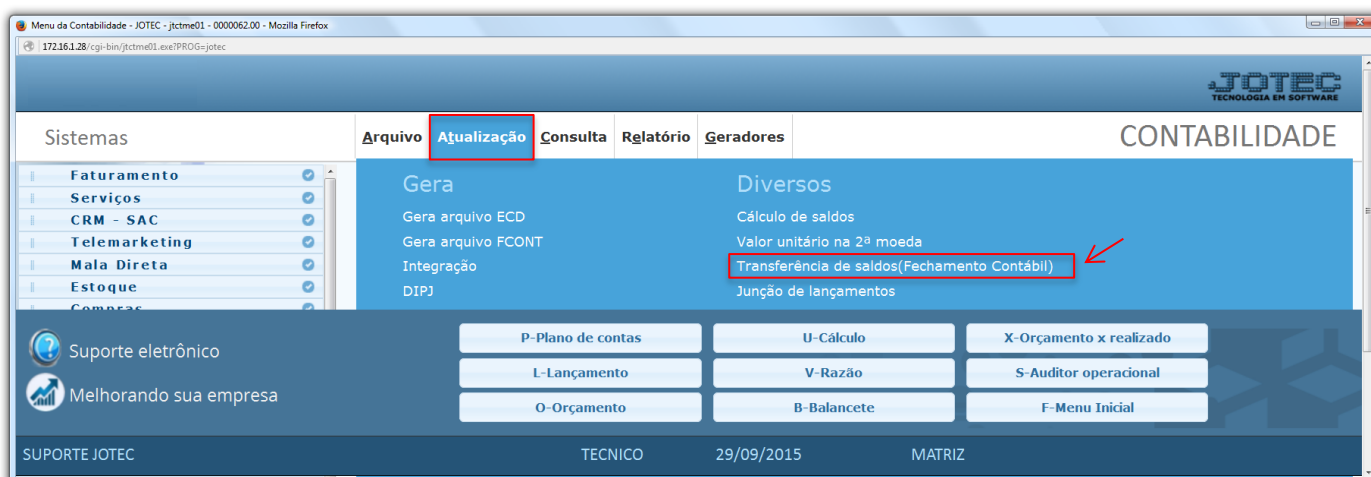 Menu da Contabilidade - JOTEC - jtctme01 - 0000062.00 - Mozilla Firefox
172.16.1.28/cgi-bin/jtctme01.exe?PROG=jotec
JOTEC
TECNOLOGIA EM SOFTWARE
Sistemas
Arquivo Atualização Consulta Relatório Geradores
CONTABILIDADE
Faturamento
Serviços
CRM - SAC
Telemarketing
Mala Direta
Estoque
Compras
Gera
Gera arquivo ECD
Gera arquivo FCONT
Integração
DIPJ
Diversos
Cálculo de saldos
Valor unitário na 2ª moeda
Transferência de saldos(Fechamento Contábil)
Junção de lançamentos
Suporte eletrônico
Melhorando sua empresa
P-Plano de contas U-Cálculo X-Orçamento x realizado
L-Lançamento V-Razão S-Auditor operacional
O-Orçamento B-Balancete F-Menu Inicial
SUPORTE JOTEC TECNICO 29/09/2015 MATRIZ